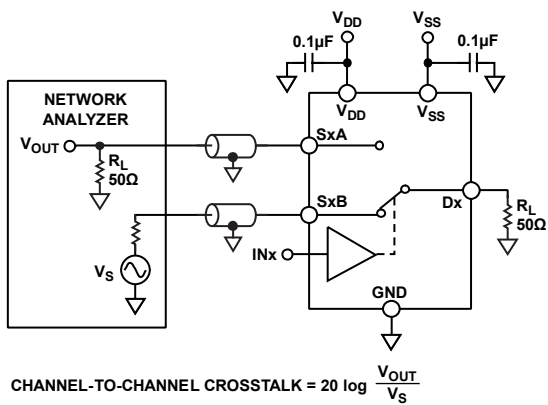 VDD
VSS
0.1µF
0.1µF
NETWORK
ANALYZER
VDD
VSS
VOUT
SxA
RL
50Ω
SxB
Dx
RL
50Ω
VS
INx
GND
CHANNEL-TO-CHANNEL CROSSTALK = 20 log VOUT
VS